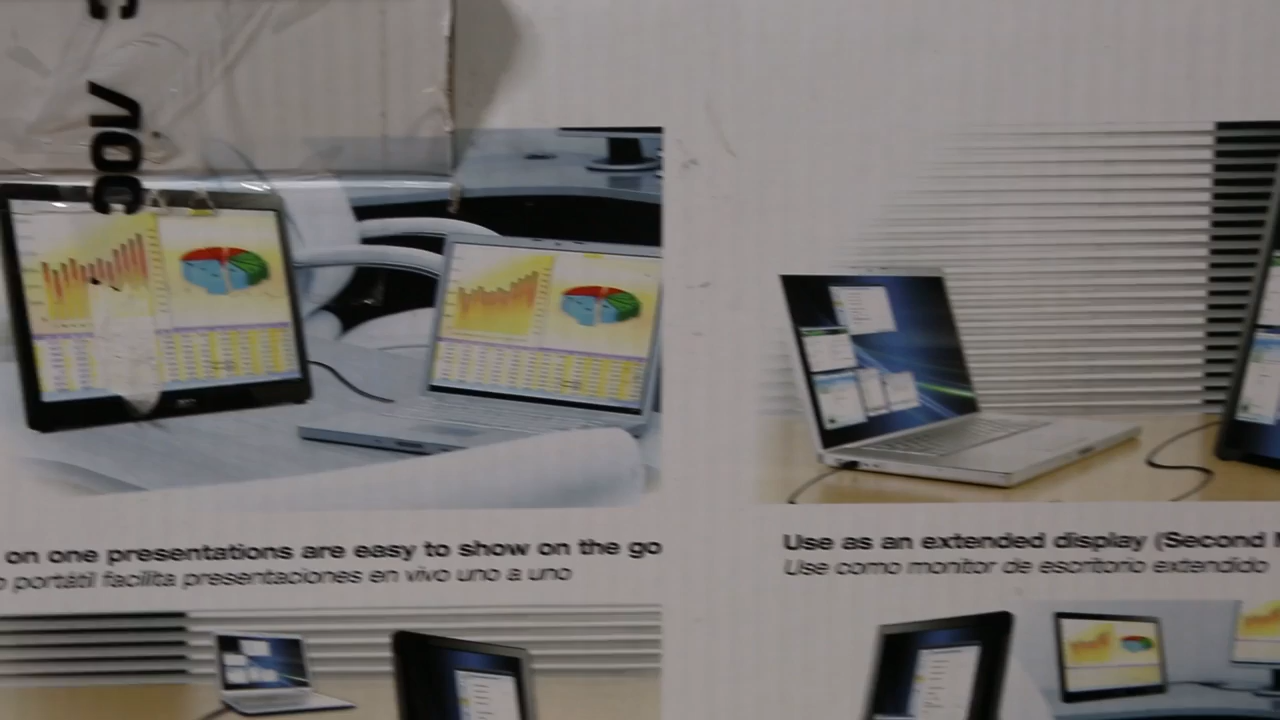 AOC
on one presentations are easy to show on the go
portátil facilita presentaciones en vivo uno a uno
Use as an extended display (Second
Use como monitor de escritorio extendido